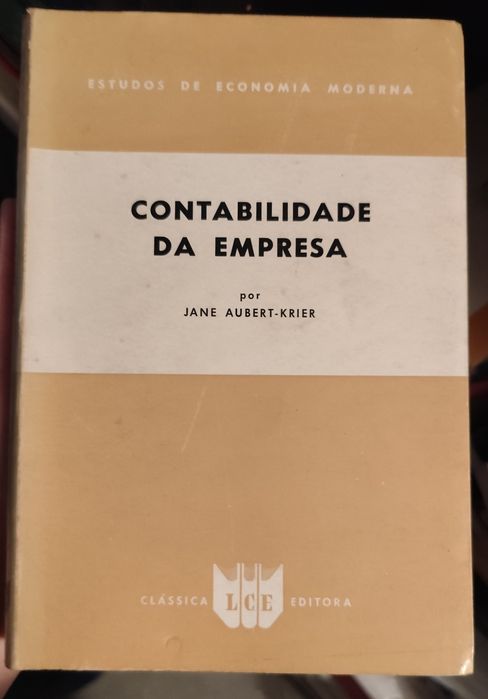 ESTUDOS DE ECONOMIA MODERNA
CONTABILIDADE
DA EMPRESA
por
JANE AUBERT-KRIER
CLÁSSICA LCE EDITORA